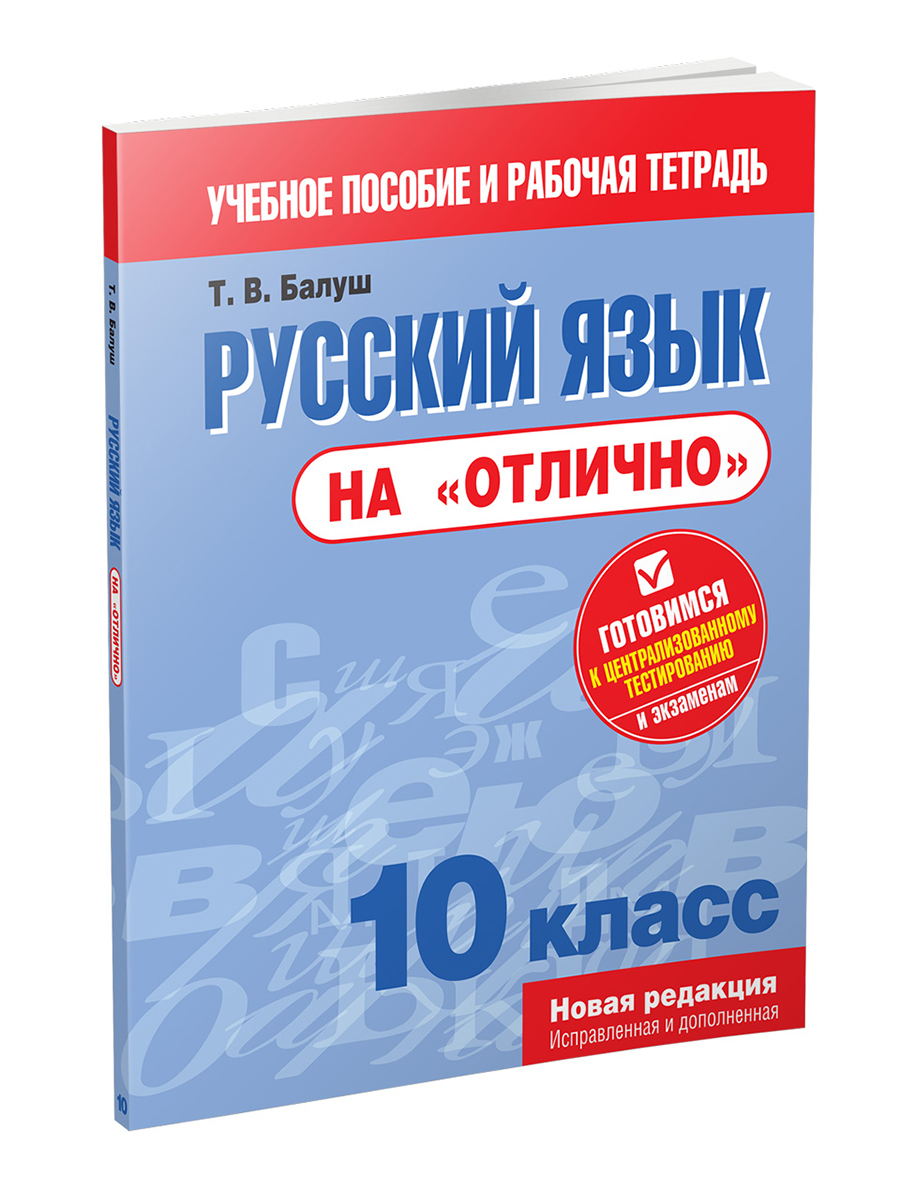 УЧЕБНОЕ ПОСОБИЕ И РАБОЧАЯ ТЕТРАДЬ
Т. В. Балуш
РУССКИЙ ЯЗЫК
НА «ОТЛИЧНО»
ГОТОВИМСЯ
К ЦЕНТРАЛИЗОВАННОМУ
ТЕСТИРОВАНИЮ
И ЭКЗАМЕНАМ
10 класс
Новая редакция
Исправленная и дополненная
Т. В. Балуш
РУССКИЙ ЯЗЫК
НА «ОТЛИЧНО»
10